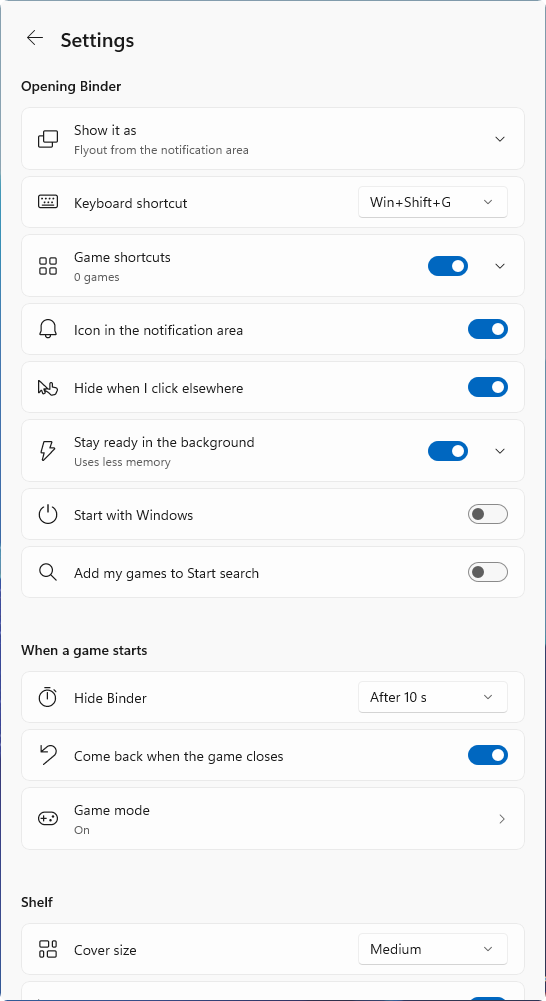 Settings
Opening Binder
Show it as
Flyout from the notification area
Keyboard shortcut
Win+Shift+G
Game shortcuts
0 games
Icon in the notification area
Hide when I click elsewhere
Stay ready in the background
Uses less memory
Start with Windows
Add my games to Start search
When a game starts
Hide Binder
After 10 s
Come back when the game closes
Game mode
On
Shelf
Cover size
Medium